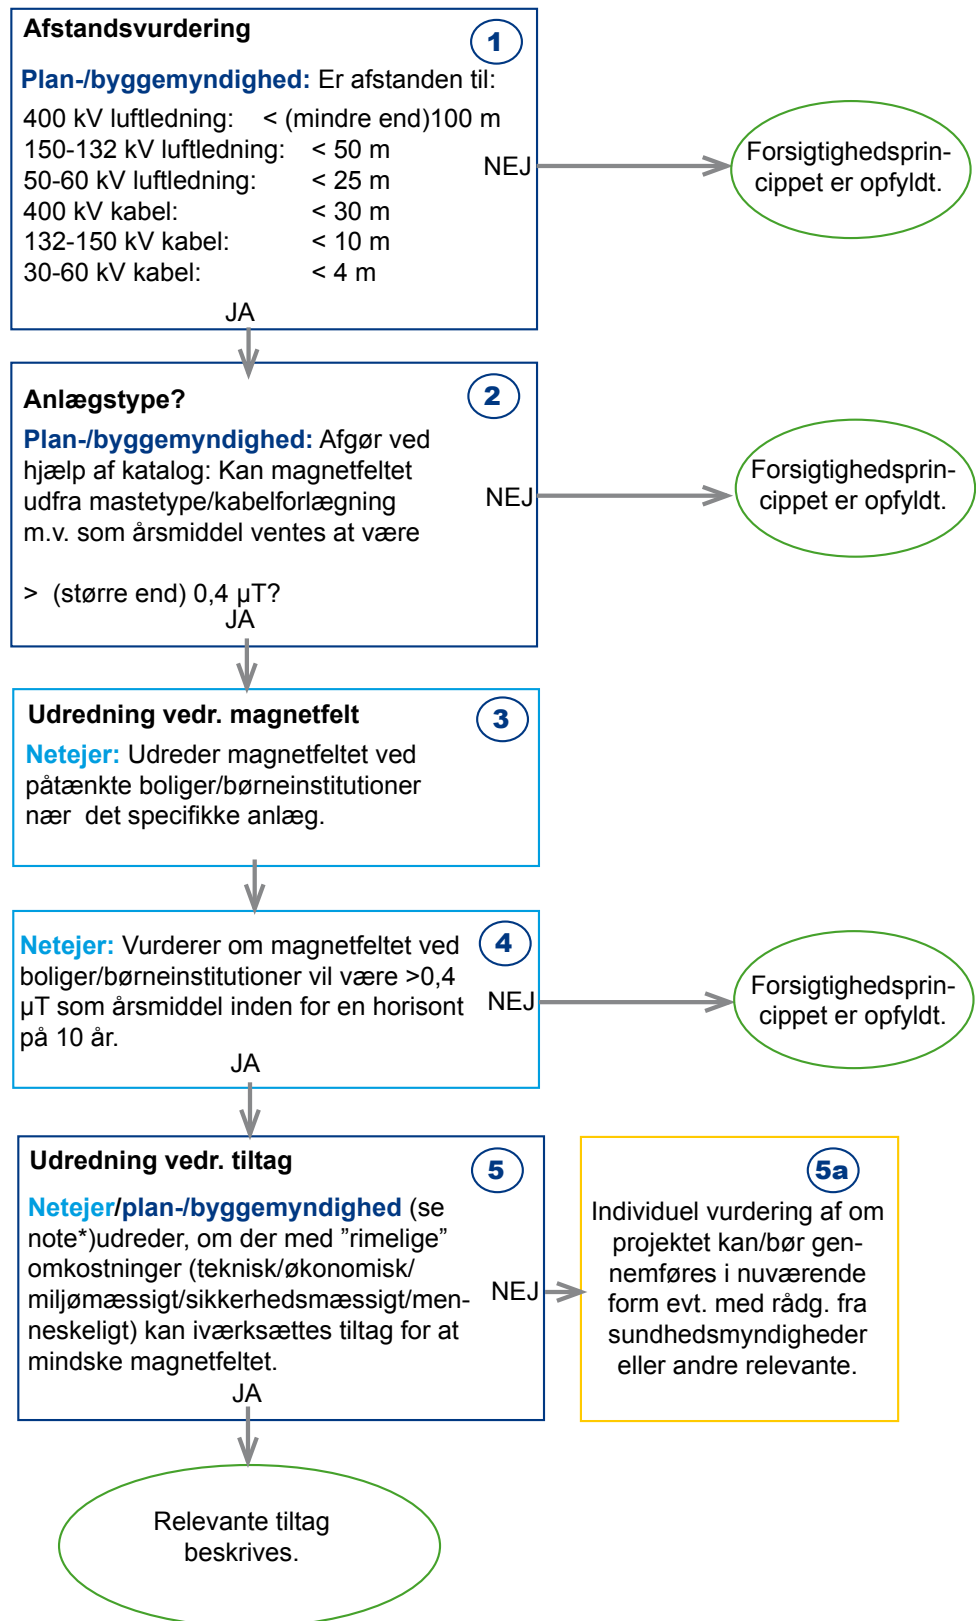 Afstandsvurdering
1
Plan-/byggemyndighed: Er afstanden til:
400 kV luftledning: < (mindre end)100 m
150-132 kV luftledning: < 50 m
50-60 kV luftledning: < 25 m
400 kV kabel: < 30 m
132-150 kV kabel: < 10 m
30-60 kV kabel: < 4 m
NEJ
Forsigtighedsprin-
cippet er opfyldt.
JA
Anlægstype?
2
Plan-/byggemyndighed: Afgør ved
hjælp af katalog: Kan magnetfeltet
udfra mastetype/kabelforlægning
m.v. som årsmiddel ventes at være
> (større end) 0,4 µT?
NEJ
Forsigtighedsprin-
cippet er opfyldt.
JA
Udredning vedr. magnetfelt
3
Netejer: Udreder magnetfeltet ved
påtænkte boliger/børneinstitutioner
nær det specifikke anlæg.
4
Netejer: Vurderer om magnetfeltet ved
boliger/børneinstitutioner vil være >0,4
µT som årsmiddel inden for en horisont
på 10 år.
NEJ
Forsigtighedsprin-
cippet er opfyldt.
JA
Udredning vedr. tiltag
5
Netejer/plan-/byggemyndighed (se
note*)udreder, om der med ”rimelige”
omkostninger (teknisk/økonomisk/
miljømæssigt/sikkerhedsmæssigt/men-
neskeligt) kan iværksættes tiltag for at
mindske magnetfeltet.
NEJ
5a
Individuel vurdering af om
projektet kan/bør gen-
nemføres i nuværende
form evt. med rådg. fra
sundhedsmyndigheder
eller andre relevante.
JA
Relevante tiltag
beskrives.